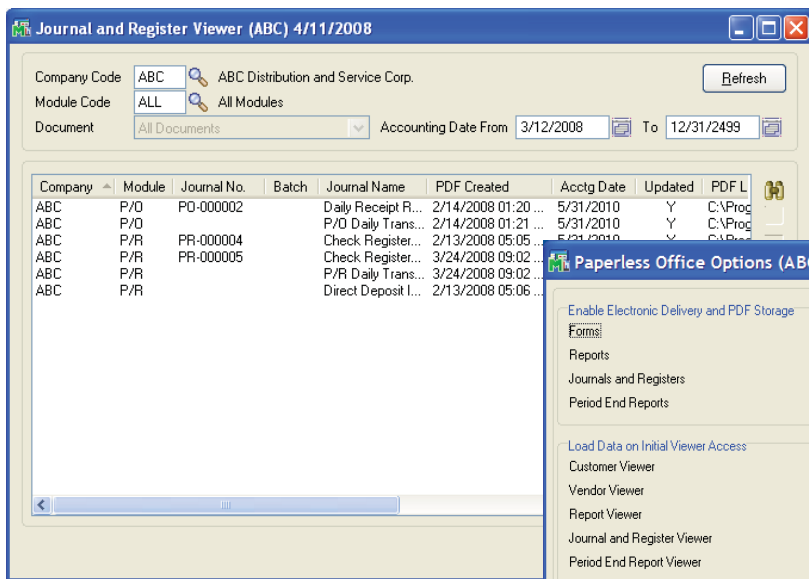 Journal and Register Viewer (ABC) 4/11/2008
Company Code ABC ABC Distribution and Service Corp. Refresh
Module Code ALL All Modules
Document All Documents Accounting Date From 3/12/2008 To 12/31/2499
Company Module Journal No. Batch Journal Name PDF Created Acctg Date Updated PDF L
ABC P/O PO-000002 Daily Receipt R... 2/14/2008 01:20 ... 5/31/2010 Y C:\Prog
ABC P/O P/O Daily Trans... 2/14/2008 01:21 ... 5/31/2010 Y C:\Prog
ABC P/R PR-000004 Check Register... 2/13/2008 05:05 ... 5/31/2010 Y C:\Prog
ABC P/R PR-000005 Check Register... 3/24/2008 09:02 ...
ABC P/R P/R Daily Trans... 3/24/2008 09:02 ...
ABC P/R Direct Deposit I... 2/13/2008 05:06 ...
Paperless Office Options (ABC
Enable Electronic Delivery and PDF Storage
Forms
Reports
Journals and Registers
Period End Reports
Load Data on Initial Viewer Access
Customer Viewer
Vendor Viewer
Report Viewer
Journal and Register Viewer
Period End Report Viewer